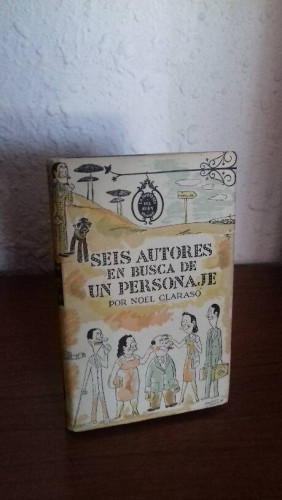 SEIS AUTORES
EN BUSCA DE
UN PERSONAJE
POR NOEL CLARASÓ